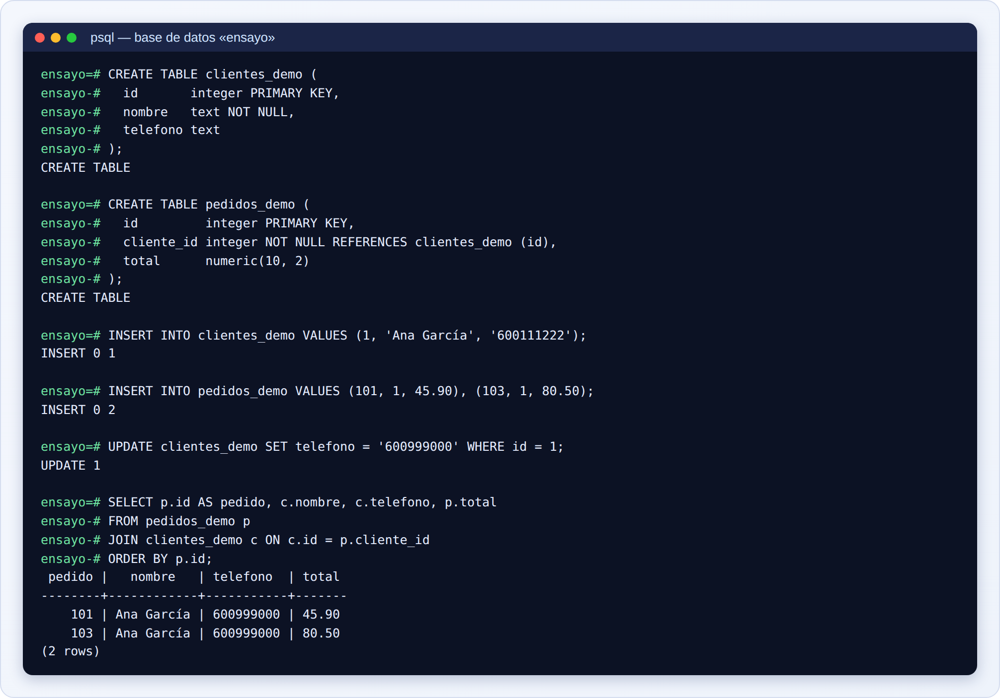 psql — base de datos «ensayo»
ensayo=# CREATE TABLE clientes_demo (
ensayo-#   id       integer PRIMARY KEY,
ensayo-#   nombre   text NOT NULL,
ensayo-#   telefono text
ensayo-# );
CREATE TABLE

ensayo=# CREATE TABLE pedidos_demo (
ensayo-#   id         integer PRIMARY KEY,
ensayo-#   cliente_id integer NOT NULL REFERENCES clientes_demo (id),
ensayo-#   total      numeric(10, 2)
ensayo-# );
CREATE TABLE

ensayo=# INSERT INTO clientes_demo VALUES (1, 'Ana García', '600111222');
INSERT 0 1

ensayo=# INSERT INTO pedidos_demo VALUES (101, 1, 45.90), (103, 1, 80.50);
INSERT 0 2

ensayo=# UPDATE clientes_demo SET telefono = '600999000' WHERE id = 1;
UPDATE 1

ensayo=# SELECT p.id AS pedido, c.nombre, c.telefono, p.total
ensayo-# FROM pedidos_demo p
ensayo-# JOIN clientes_demo c ON c.id = p.cliente_id
ensayo-# ORDER BY p.id;
 pedido |   nombre   | telefono  | total
--------+------------+-----------+-------
    101 | Ana García | 600999000 | 45.90
    103 | Ana García | 600999000 | 80.50
(2 rows)